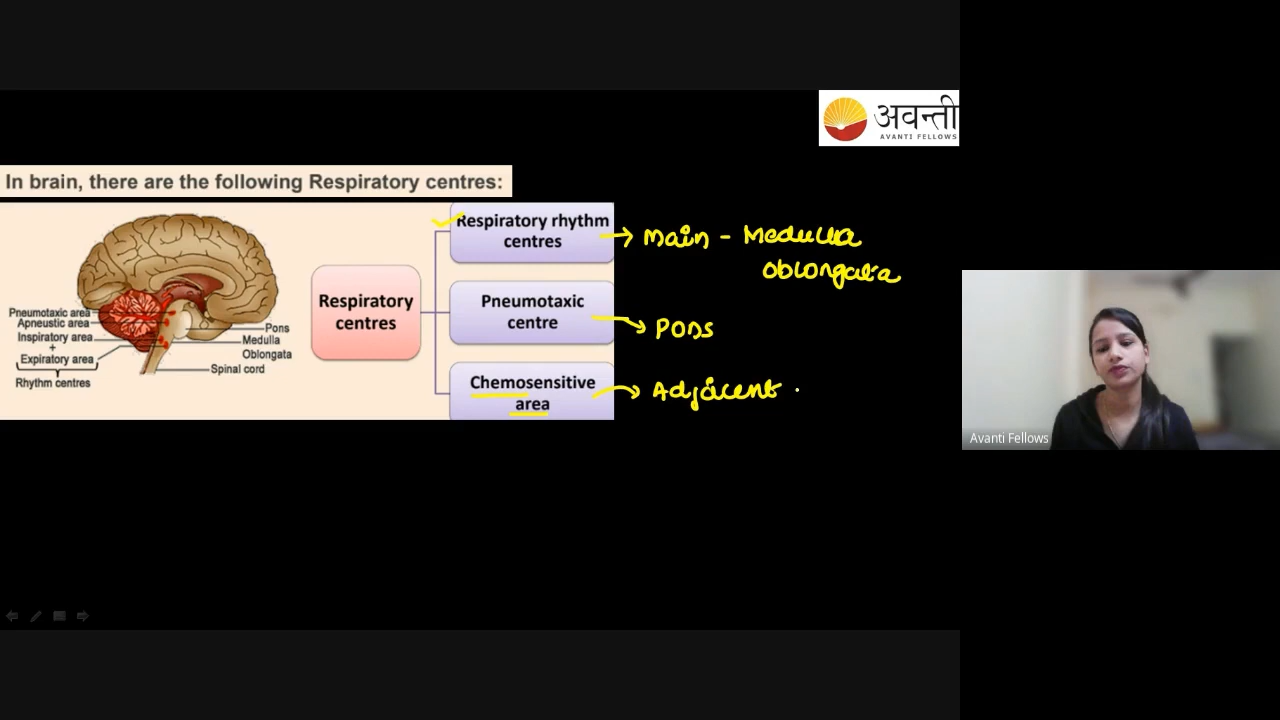 अवन्ती
AVANTI FELLOWS
In brain, there are the following Respiratory centres:
Respiratory rhythm
centres
Main - Medulla
Oblongata
Respiratory
centres
Pneumotaxic
centre
Pons
Chemosensitive
area
Adjacent
Pneumotaxic area
Apneustic area
Inspiratory area
+
Expiratory area
Rhythm centres
Pons
Medulla
Oblongata
Spinal cord
Avanti Fellows